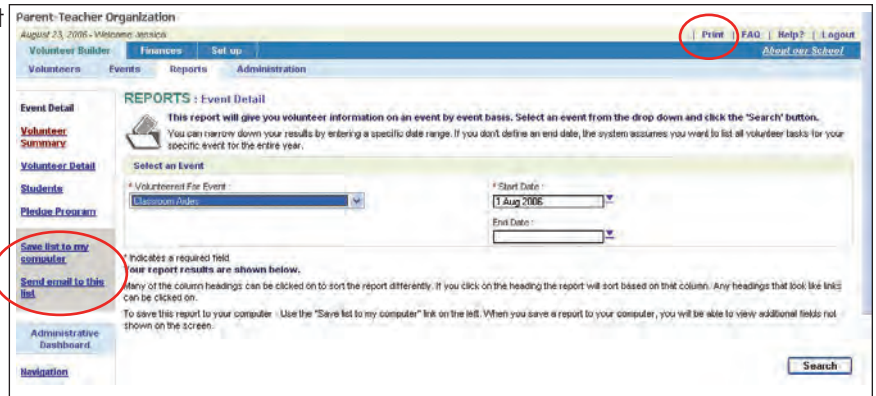 Parent-Teacher Organization
August 23, 2006 - Welcome Jessica
| Print | FAQ | Help? | Logout
Volunteer Builder Finances Set up About our School
Volunteers Events Reports Administration
Event Detail
Volunteer
Summary
Volunteer Detail
Students
Pledge Program
Save list to my
computer
Send email to this
list
Administrative
Dashboard
Navigation
REPORTS : Event Detail
This report will give you volunteer information on an event by event basis. Select an event from the drop down and click the 'Search' button.
You can narrow down your results by entering a specific date range. If you don't define an end date, the system assumes you want to list all volunteer tasks for your
specific event for the entire year.
Select an Event
* Volunteered For Event :
Classroom Aides
* Start Date :
1 Aug 2006
End Date :
* Indicates a required field
Your report results are shown below.
Many of the column headings can be clicked on to sort the report differently. If you click on the heading the report will sort based on that column. Any headings that look like links
can be clicked on.
To save this report to your computer - Use the "Save list to my computer" link on the left. When you save a report to your computer, you will be able to view additional fields not
shown on the screen.
Search